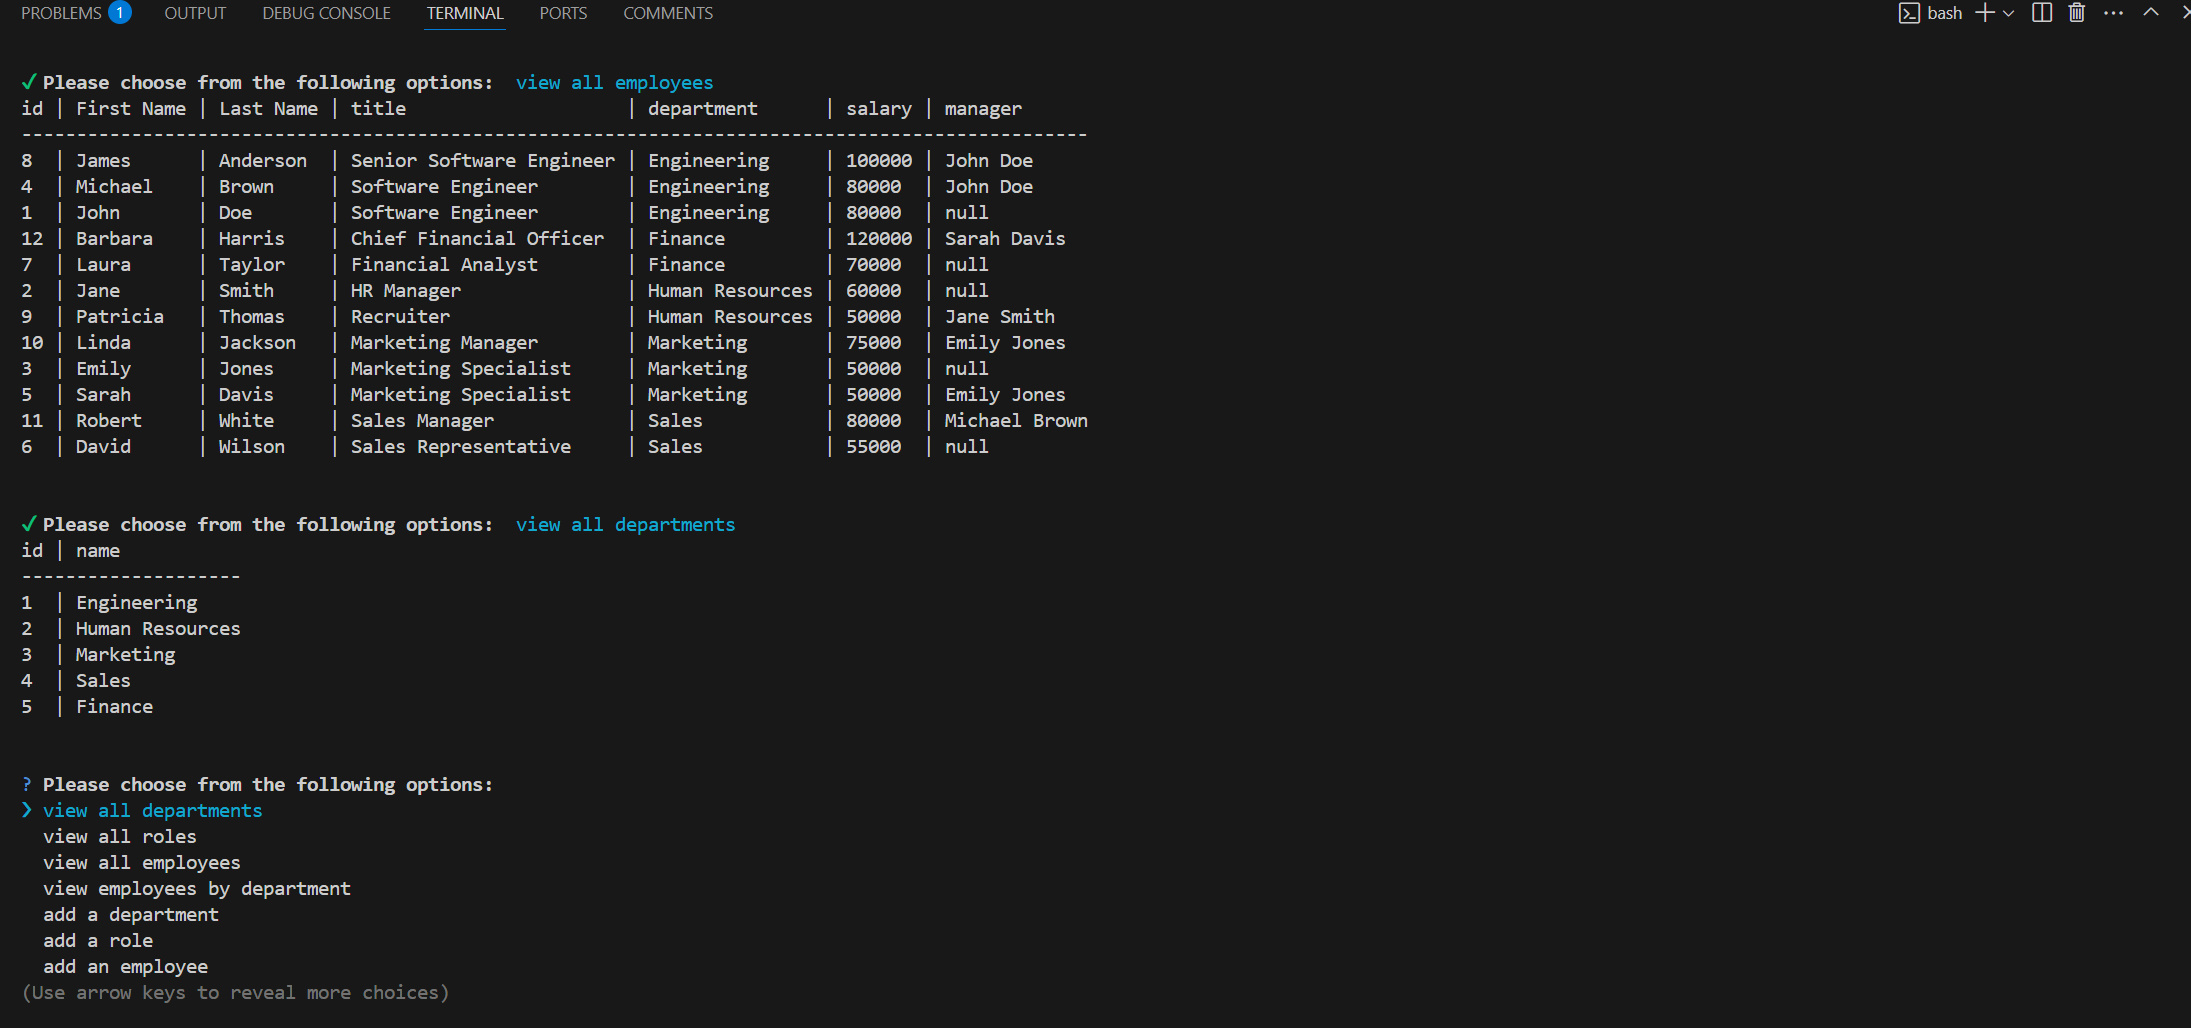 PROBLEMS 1 OUTPUT DEBUG CONSOLE TERMINAL PORTS COMMENTS bash
✓ Please choose from the following options:  view all employees
id | First Name | Last Name | title                    | department      | salary | manager
-------------------------------------------------------------------------------------------------
8  | James      | Anderson  | Senior Software Engineer | Engineering     | 100000 | John Doe
4  | Michael    | Brown     | Software Engineer        | Engineering     | 80000  | John Doe
1  | John       | Doe       | Software Engineer        | Engineering     | 80000  | null
12 | Barbara    | Harris    | Chief Financial Officer  | Finance         | 120000 | Sarah Davis
7  | Laura      | Taylor    | Financial Analyst        | Finance         | 70000  | null
2  | Jane       | Smith     | HR Manager               | Human Resources | 60000  | null
9  | Patricia   | Thomas    | Recruiter                | Human Resources | 50000  | Jane Smith
10 | Linda      | Jackson   | Marketing Manager        | Marketing       | 75000  | Emily Jones
3  | Emily      | Jones     | Marketing Specialist     | Marketing       | 50000  | null
5  | Sarah      | Davis     | Marketing Specialist     | Marketing       | 50000  | Emily Jones
11 | Robert     | White     | Sales Manager            | Sales           | 80000  | Michael Brown
6  | David      | Wilson    | Sales Representative     | Sales           | 55000  | null
✓ Please choose from the following options:  view all departments
id | name
--------------------
1  | Engineering
2  | Human Resources
3  | Marketing
4  | Sales
5  | Finance
? Please choose from the following options:
❯ view all departments
  view all roles
  view all employees
  view employees by department
  add a department
  add a role
  add an employee
(Use arrow keys to reveal more choices)